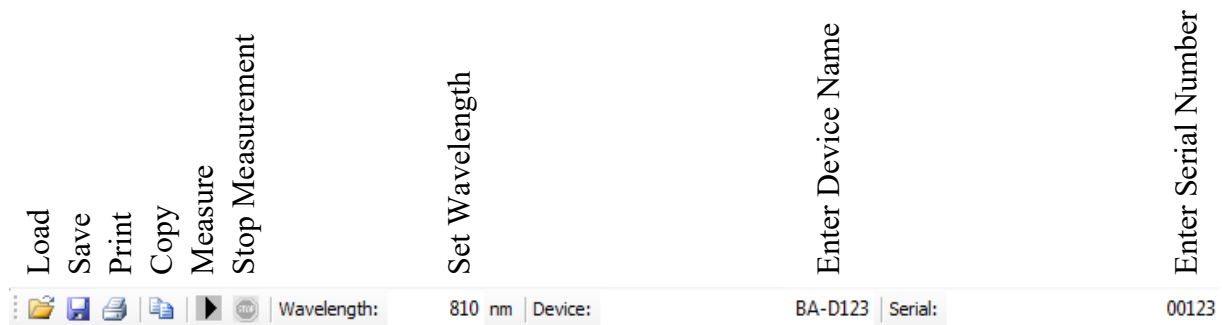 Load
Save
Print
Copy
Measure
Stop Measurement
Set Wavelength
Enter Device Name
Enter Serial Number
STOP
Wavelength: 810 nm Device: BA-D123 Serial: 00123